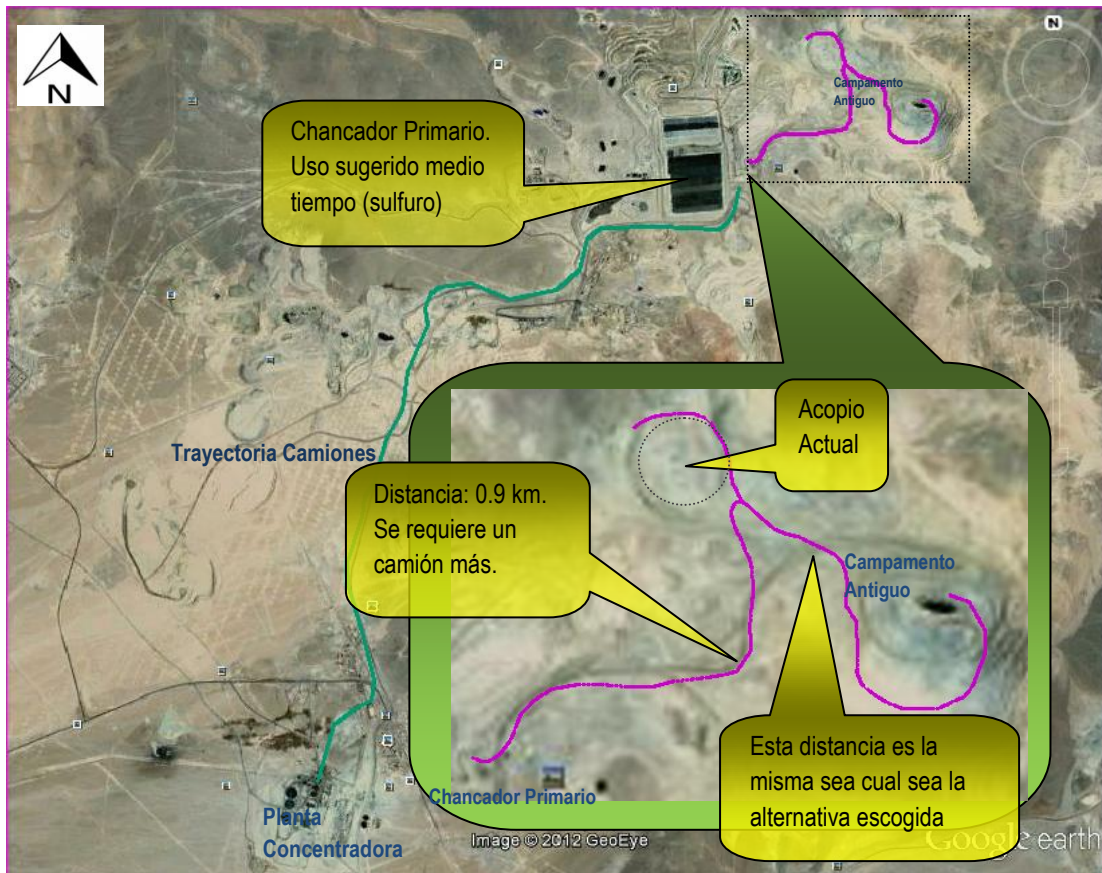 N
N
Campamento
Antiguo
Chancador Primario.
Uso sugerido medio
tiempo (sulfuro)
Trayectoria Camiones
Acopio
Actual
Distancia: 0.9 km.
Se requiere un
camión más.
Campamento
Antiguo
Esta distancia es la
misma sea cual sea la
alternativa escogida
Chancador Primario
Planta
Concentradora
Image © 2012 GeoEye
Google earth